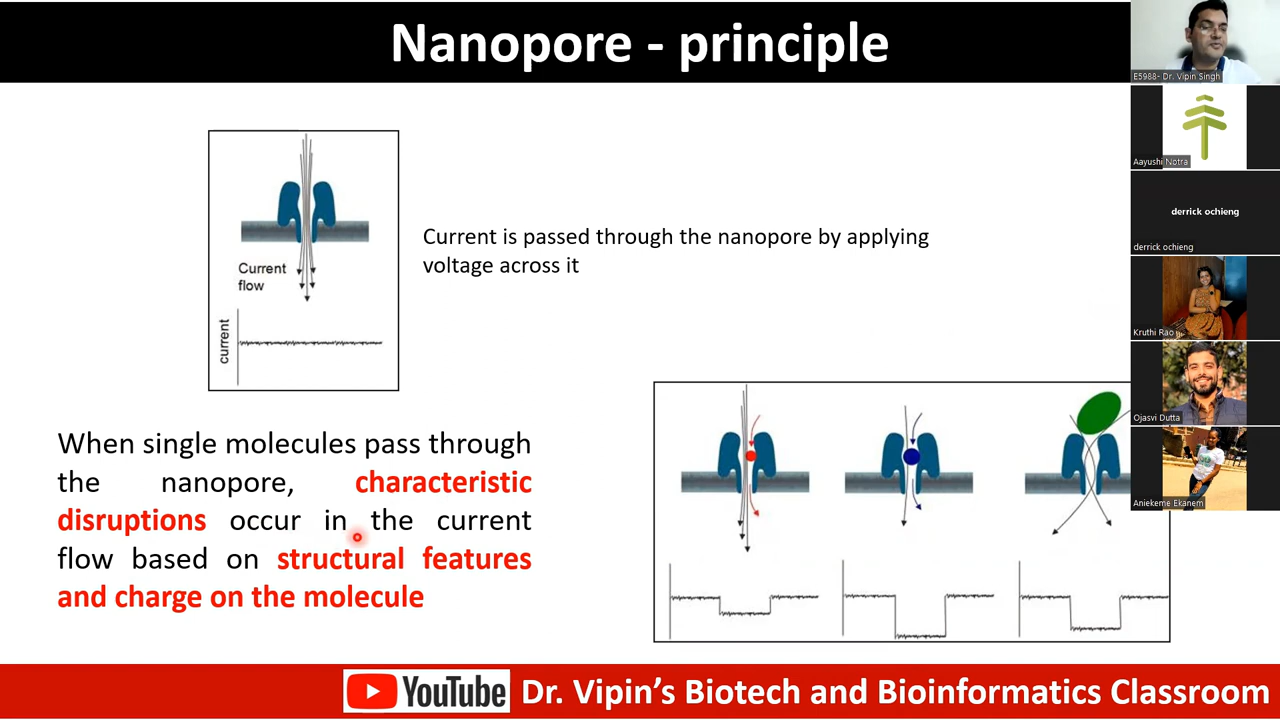 Nanopore - principle
Current
flow
current
Current is passed through the nanopore by applying
voltage across it
When single molecules pass through
the nanopore, characteristic
disruptions occur in the current
flow based on structural features
and charge on the molecule
YouTube Dr. Vipin's Biotech and Bioinformatics Classroom
E5988- Dr. Vipin Singh
Aayushi Notra
derrick ochieng
derrick ochieng
Kruthi Rao
Ojasvi Dutta
Aniekeme Ekanem